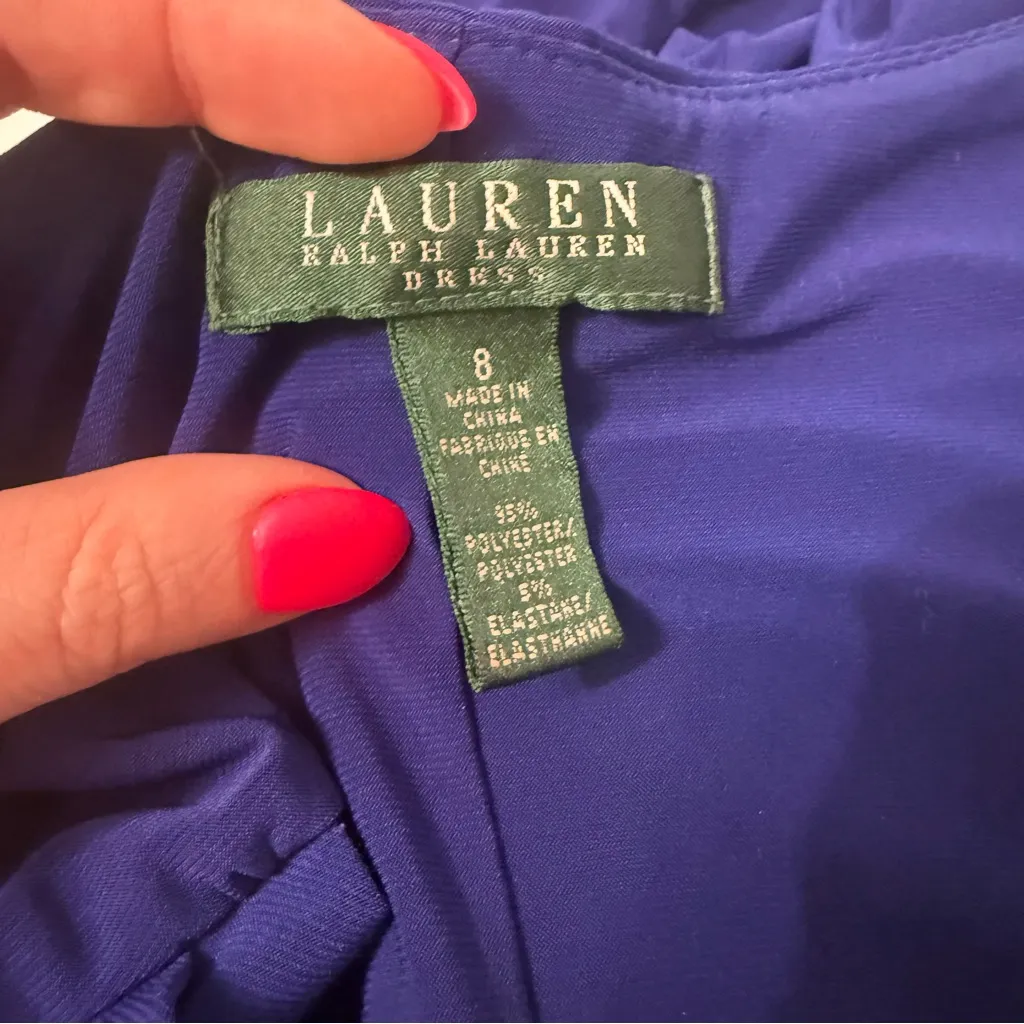 LAUREN
RALPH LAUREN
DRESS
8
MADE IN
CHINA
FABRIQUE EN
CHINE
95%
POLYESTER/
POLYESTER
5%
ELASTANE/
ELASTHANNE